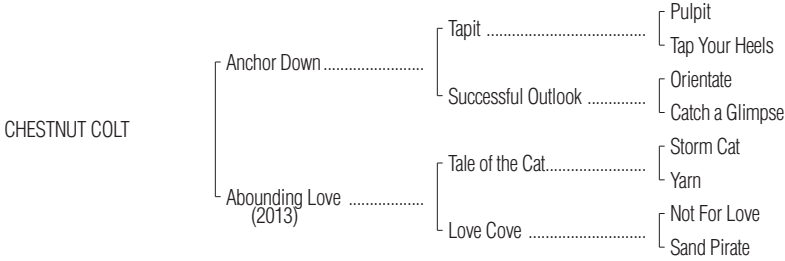 Pulpit
Tapit ....................................
Tap Your Heels
Anchor Down.......................
Orientate
Successful Outlook .............
Catch a Glimpse
CHESTNUT COLT
Storm Cat
Tale of the Cat.......................
Yarn
Abounding Love .................
(2013)
Not For Love
Love Cove ..........................
Sand Pirate